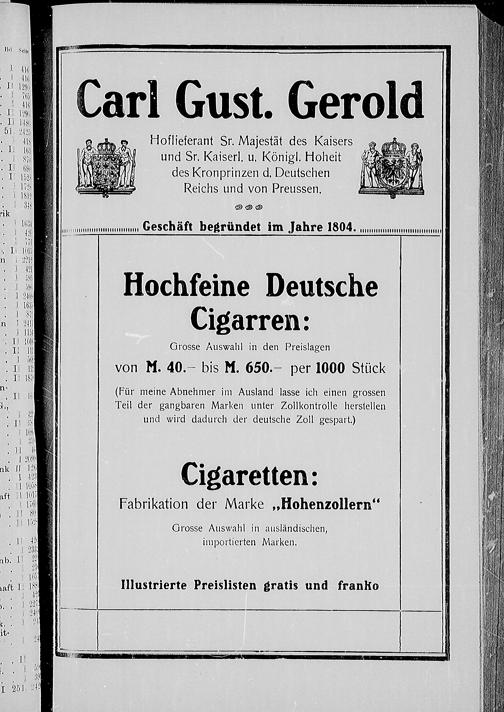 Carl Gust. Gerold
Hoflieferant Sr. Majestät des Kaisers
und Sr. Kaiserl. u. Königl. Hoheit
des Kronprinzen d. Deutschen
Reichs und von Preussen.
Geschäft begründet im Jahre 1804.
Hochfeine Deutsche
Cigarren:
Grosse Auswahl in den Preislagen
von M. 40.– bis M. 650.– per 1000 Stück
(Für meine Abnehmer im Ausland lasse ich einen grossen
Teil der gangbaren Marken unter Zollkontrolle herstellen
und wird dadurch der deutsche Zoll gespart.)
Cigaretten:
Fabrikation der Marke „Hohenzollern“
Grosse Auswahl in ausländischen,
importierten Marken.
Illustrierte Preislisten gratis und franko